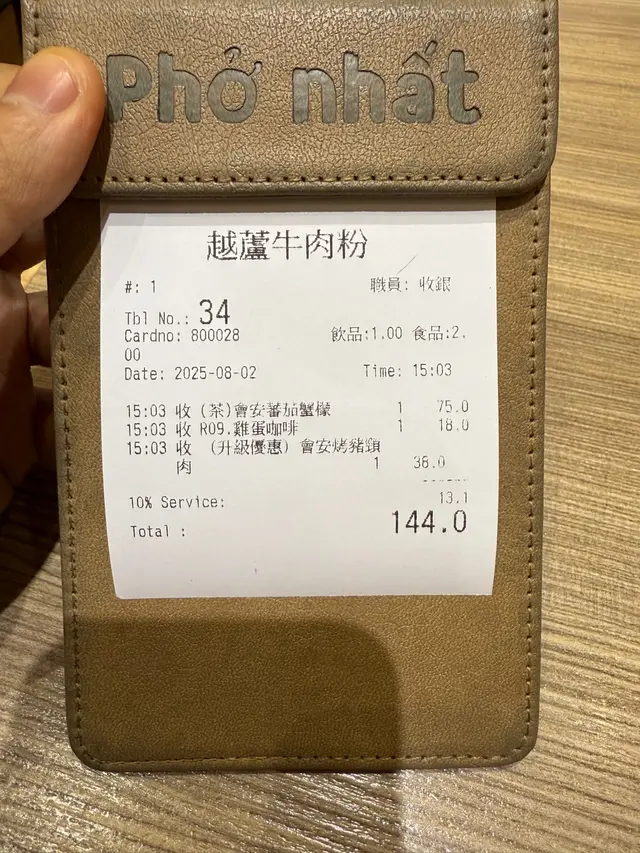 Phở nhất
越蘆牛肉粉
#: 1 職員: 收銀
Tbl No.: 34
Cardno: 800028 飲品:1.00 食品:2.
00
Date: 2025-08-02 Time: 15:03
15:03 收 (茶)會安蕃茄蟹檬 1 75.0
15:03 收 R09.雞蛋咖啡 1 18.0
15:03 收 (升級優惠) 會安烤豬頸
肉 1 38.0
-------
10% Service: 13.1
Total : 144.0